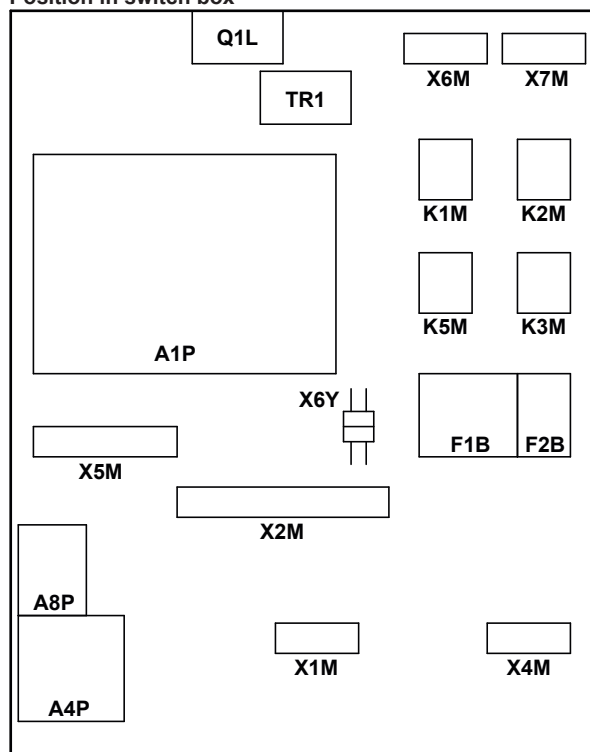 Position in switch box
Q1L
X6M X7M
TR1
K1M K2M
K5M K3M
A1P
X6Y
F1B F2B
X5M
X2M
A8P
X1M X4M
A4P